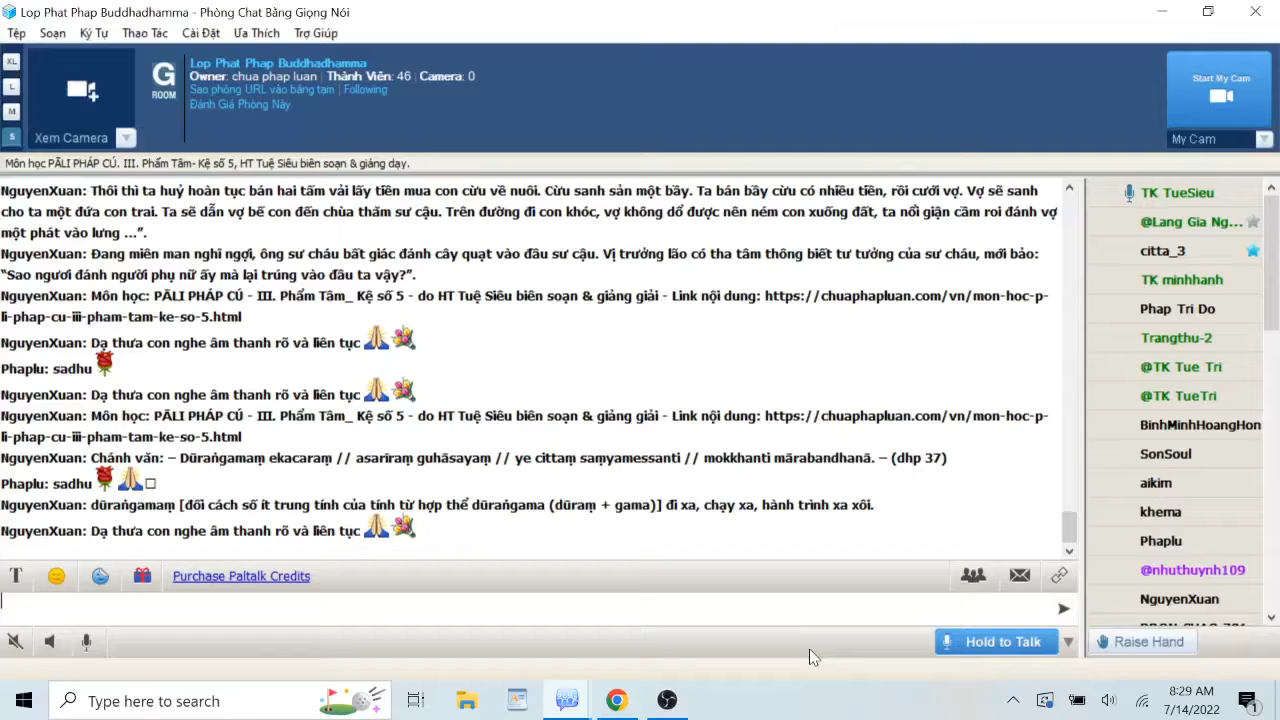 Lop Phat Phap Buddhadhamma - Phòng Chat Bằng Giọng Nói
Tệp Soạn Ký Tự Thao Tác Cài Đặt Ưa Thích Trợ Giúp
XL
L
M
S
Xem Camera
G
ROOM
Lop Phat Phap Buddhadhamma
Owner: chua phap luan | Thành Viên: 46 | Camera: 0
Sao phòng URL vào bảng tạm | Following
Đánh Giá Phòng Này
Start My Cam
My Cam
Môn học PĀLI PHÁP CÚ. III. Phẩm Tâm- Kệ số 5, HT Tuệ Siêu biên soạn & giảng dạy.
NguyenXuan: Thôi thì ta huỷ hoàn tục bán hai tấm vải lấy tiền mua con cừu về nuôi. Cừu sanh sản một bầy. Ta bán bầy cừu có nhiều tiền, rồi cưới vợ. Vợ sẽ sanh
cho ta một đứa con trai. Ta sẽ dẫn vợ bế con đến chùa thăm sư cậu. Trên đường đi con khóc, vợ không dỗ được nên ném con xuống đất, ta nổi giận cầm roi đánh vợ
một phát vào lưng ...”.
NguyenXuan: Đang miên man nghĩ ngợi, ông sư cháu bất giác đánh cây quạt vào đầu sư cậu. Vị trưởng lão có tha tâm thông biết tư tưởng của sư cháu, mới bảo:
“Sao ngươi đánh người phụ nữ ấy mà lại trúng vào đầu ta vậy?”.
NguyenXuan: Môn học: PĀLI PHÁP CÚ - III. Phẩm Tâm_ Kệ số 5 - do HT Tuệ Siêu biên soạn & giảng giải - Link nội dung: https://chuaphapluan.com/vn/mon-hoc-p-
li-phap-cu-iii-pham-tam-ke-so-5.html
NguyenXuan: Dạ thưa con nghe âm thanh rõ và liên tục
Phaplu: sadhu
NguyenXuan: Dạ thưa con nghe âm thanh rõ và liên tục
NguyenXuan: Môn học: PĀLI PHÁP CÚ - III. Phẩm Tâm_ Kệ số 5 - do HT Tuệ Siêu biên soạn & giảng giải - Link nội dung: https://chuaphapluan.com/vn/mon-hoc-p-
li-phap-cu-iii-pham-tam-ke-so-5.html
NguyenXuan: Chánh văn: – Dūraṅgamaṃ ekacaraṃ // asarīraṃ guhāsayaṃ // ye cittaṃ saṃyamessanti // mokkhanti mārabandhanā. – (dhp 37)
Phaplu: sadhu
NguyenXuan: dūraṅgamaṃ [đối cách số ít trung tính của tính từ hợp thể dūraṅgama (dūraṃ + gama)] đi xa, chạy xa, hành trình xa xôi.
NguyenXuan: Dạ thưa con nghe âm thanh rõ và liên tục
TK TueSieu
@Lang Gia Ng...
citta_3
TK minhhanh
Phap Tri Do
Trangthu-2
@TK Tue Tri
@TK TueTri
BinhMinhHoangHon
SonSoul
aikim
khema
Phaplu
@nhuthuynh109
NguyenXuan
T Purchase Paltalk Credits
Hold to Talk
Raise Hand
Type here to search
8:29 AM
7/14/2022
1